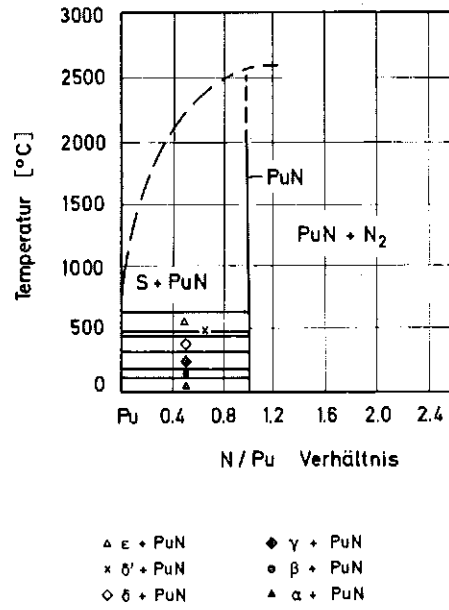 3000
2500
2000
1500
1000
500
0
Temperatur [°C]
PuN
PuN + N₂
S + PuN
Pu 0.4 0.8 1.2 1.6 2.0 2.4
N/Pu Verhältnis
△ ε + PuN
× δ' + PuN
◇ δ + PuN
◆ γ + PuN
● β + PuN
▲ α + PuN